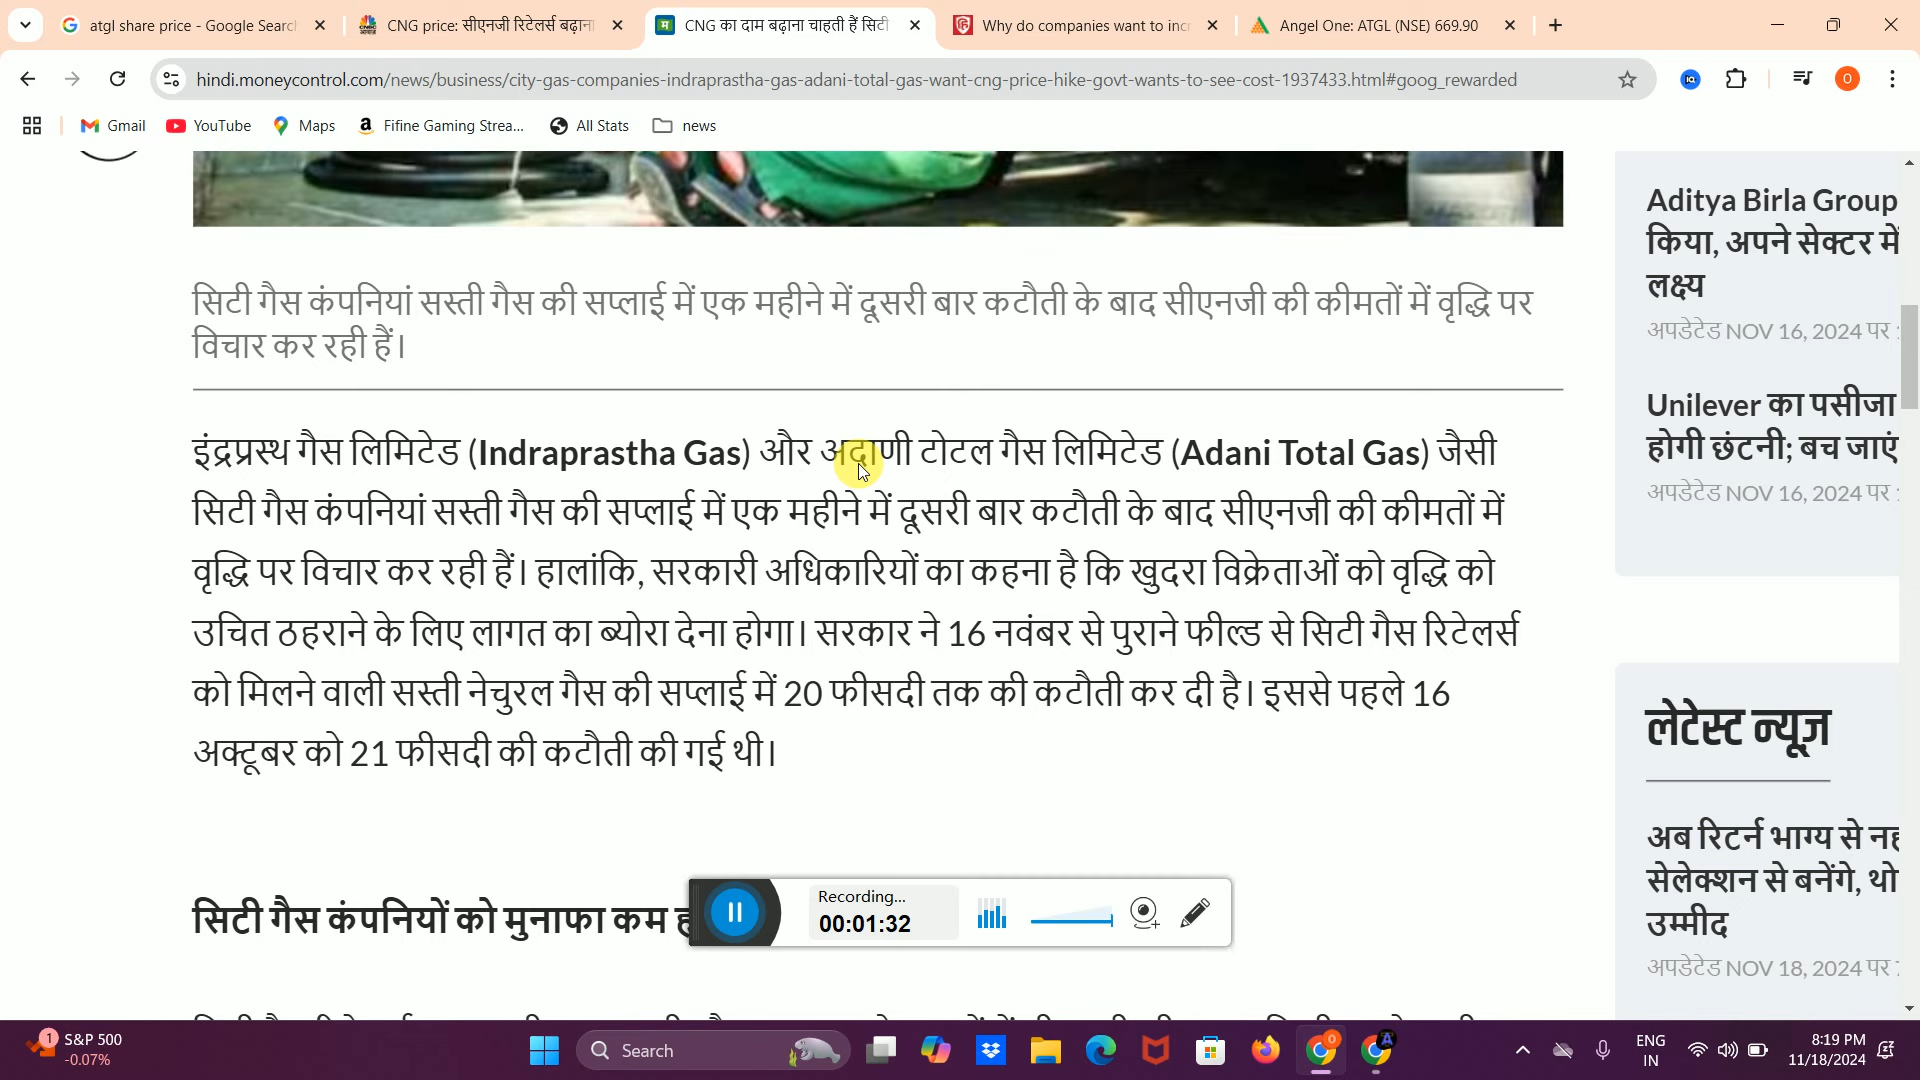 atgl share price - Google Search
CNG price: सीएनजी रिटेलर्स बढ़ाना
CNG का दाम बढ़ाना चाहती हैं सिटी
Why do companies want to incr
Angel One: ATGL (NSE) 669.90
hindi.moneycontrol.com/news/business/city-gas-companies-indraprastha-gas-adani-total-gas-want-cng-price-hike-govt-wants-to-see-cost-1937433.html#goog_rewarded
Gmail
YouTube
Maps
Fifine Gaming Strea...
All Stats
news
सिटी गैस कंपनियां सस्ती गैस की सप्लाई में एक महीने में दूसरी बार कटौती के बाद सीएनजी की कीमतों में वृद्धि पर
विचार कर रही हैं।
इंद्रप्रस्थ गैस लिमिटेड (Indraprastha Gas) और अदाणी टोटल गैस लिमिटेड (Adani Total Gas) जैसी
सिटी गैस कंपनियां सस्ती गैस की सप्लाई में एक महीने में दूसरी बार कटौती के बाद सीएनजी की कीमतों में
वृद्धि पर विचार कर रही हैं। हालांकि, सरकारी अधिकारियों का कहना है कि खुदरा विक्रेताओं को वृद्धि को
उचित ठहराने के लिए लागत का ब्योरा देना होगा। सरकार ने 16 नवंबर से पुराने फील्ड से सिटी गैस रिटेलर्स
को मिलने वाली सस्ती नेचुरल गैस की सप्लाई में 20 फीसदी तक की कटौती कर दी है। इससे पहले 16
अक्टूबर को 21 फीसदी की कटौती की गई थी।
सिटी गैस कंपनियों को मुनाफा कम
Aditya Birla Group
किया, अपने सेक्टर में
लक्ष्य
अपडेटेड NOV 16, 2024 पर
Unilever का पसीजा
होगी छंटनी; बच जाएं
अपडेटेड NOV 16, 2024 पर
लेटेस्ट न्यूज़
अब रिटर्न भाग्य से नह
सेलेक्शन से बनेंगे, थो
उम्मीद
अपडेटेड NOV 18, 2024 पर
Recording...
00:01:32
1
S&P 500
-0.07%
Search
ENG
IN
8:19 PM
11/18/2024